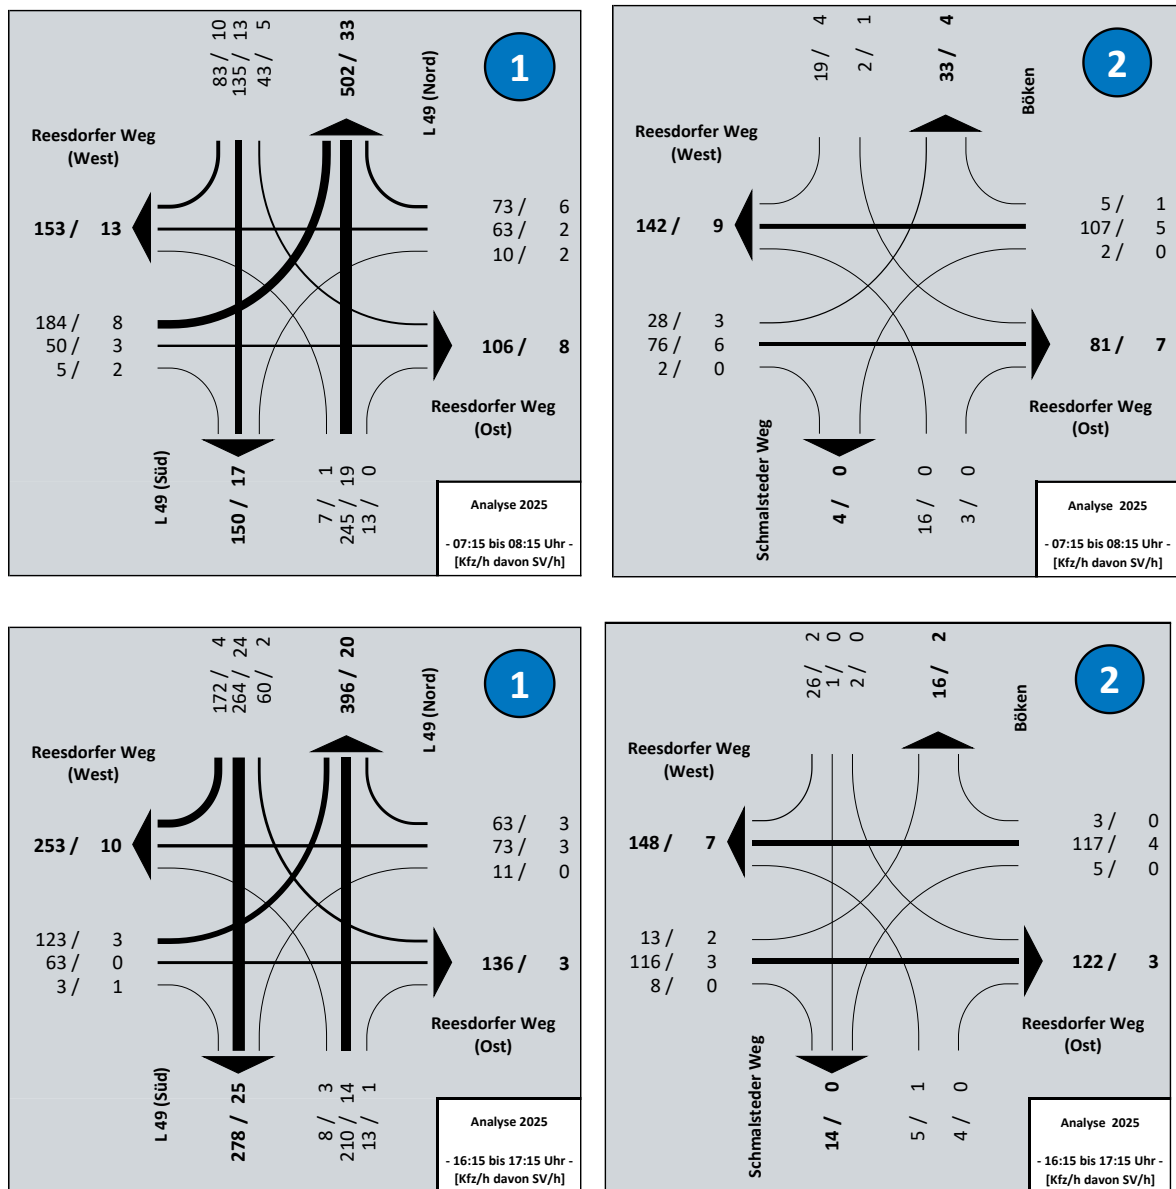 83 / 10
135 / 13
43 / 5
502 / 33
L 49 (Nord)
1
Reesdorfer Weg
(West)
153 / 13
73 / 6
63 / 2
10 / 2
184 / 8
50 / 3
5 / 2
106 / 8
Reesdorfer Weg
(Ost)
L 49 (Süd)
150 / 17
7 / 1
245 / 19
13 / 0
Analyse 2025
- 07:15 bis 08:15 Uhr -
[Kfz/h davon SV/h]
19 / 4
2 / 1
33 / 4
Böken
2
Reesdorfer Weg
(West)
142 / 9
5 / 1
107 / 5
2 / 0
28 / 3
76 / 6
2 / 0
81 / 7
Reesdorfer Weg
(Ost)
Schmalsteder Weg
4 / 0
16 / 0
3 / 0
Analyse 2025
- 07:15 bis 08:15 Uhr -
[Kfz/h davon SV/h]
172 / 4
264 / 24
60 / 2
396 / 20
L 49 (Nord)
1
Reesdorfer Weg
(West)
253 / 10
63 / 3
73 / 3
11 / 0
123 / 3
63 / 0
3 / 1
136 / 3
Reesdorfer Weg
(Ost)
L 49 (Süd)
278 / 25
8 / 3
210 / 14
13 / 1
Analyse 2025
- 16:15 bis 17:15 Uhr -
[Kfz/h davon SV/h]
26 / 2
1 / 0
2 / 0
16 / 2
Böken
2
Reesdorfer Weg
(West)
148 / 7
3 / 0
117 / 4
5 / 0
13 / 2
116 / 3
8 / 0
122 / 3
Reesdorfer Weg
(Ost)
Schmalsteder Weg
14 / 0
5 / 1
4 / 0
Analyse 2025
- 16:15 bis 17:15 Uhr -
[Kfz/h davon SV/h]